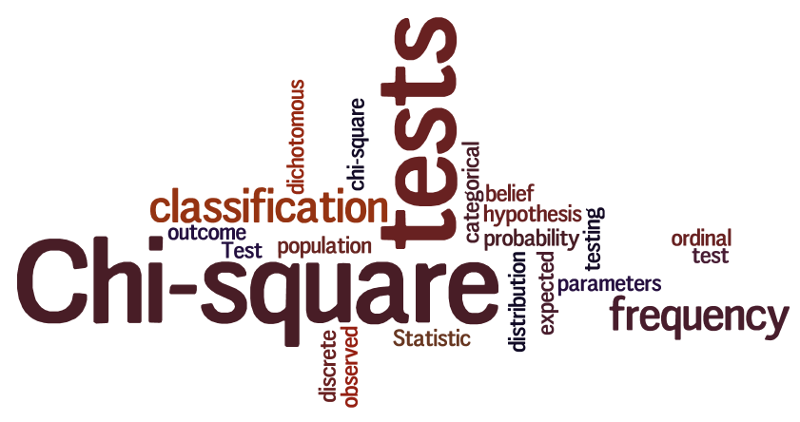 tests
dichotomous
chi-square
categorical
classification
belief
hypothesis
testing
outcome
Test
population
probability
ordinal
test
Chi-square
distribution
expected
parameters
frequency
discrete
observed
Statistic